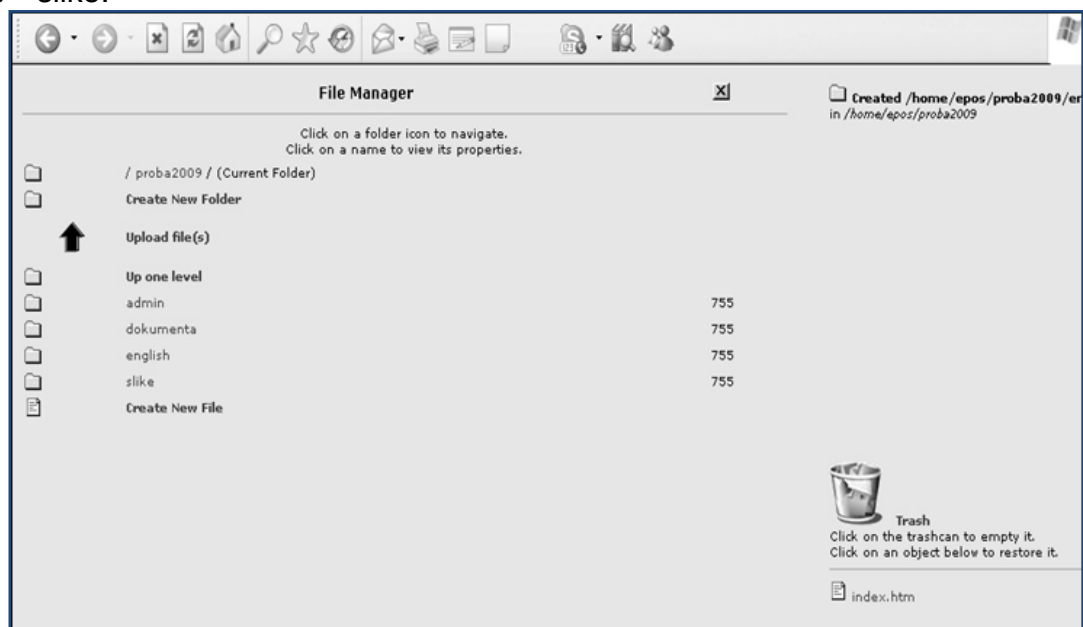 File Manager
Created /home/epos/proba2009/er
in /home/epos/proba2009
Click on a folder icon to navigate.
Click on a name to view its properties.
/ proba2009 / (Current Folder)
Create New Folder
Upload file(s)
Up one level
admin 755
dokumenta 755
english 755
slike 755
Create New File
Trash
Click on the trashcan to empty it.
Click on an object below to restore it.
index.htm